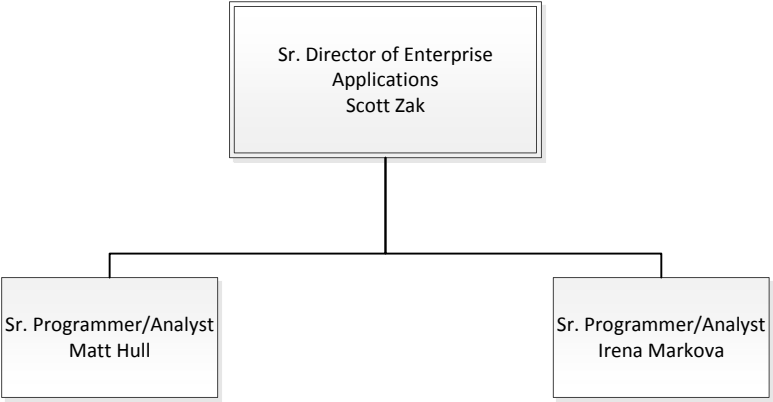 Sr. Director of Enterprise
Applications
Scott Zak
Sr. Programmer/Analyst
Matt Hull
Sr. Programmer/Analyst
Irena Markova